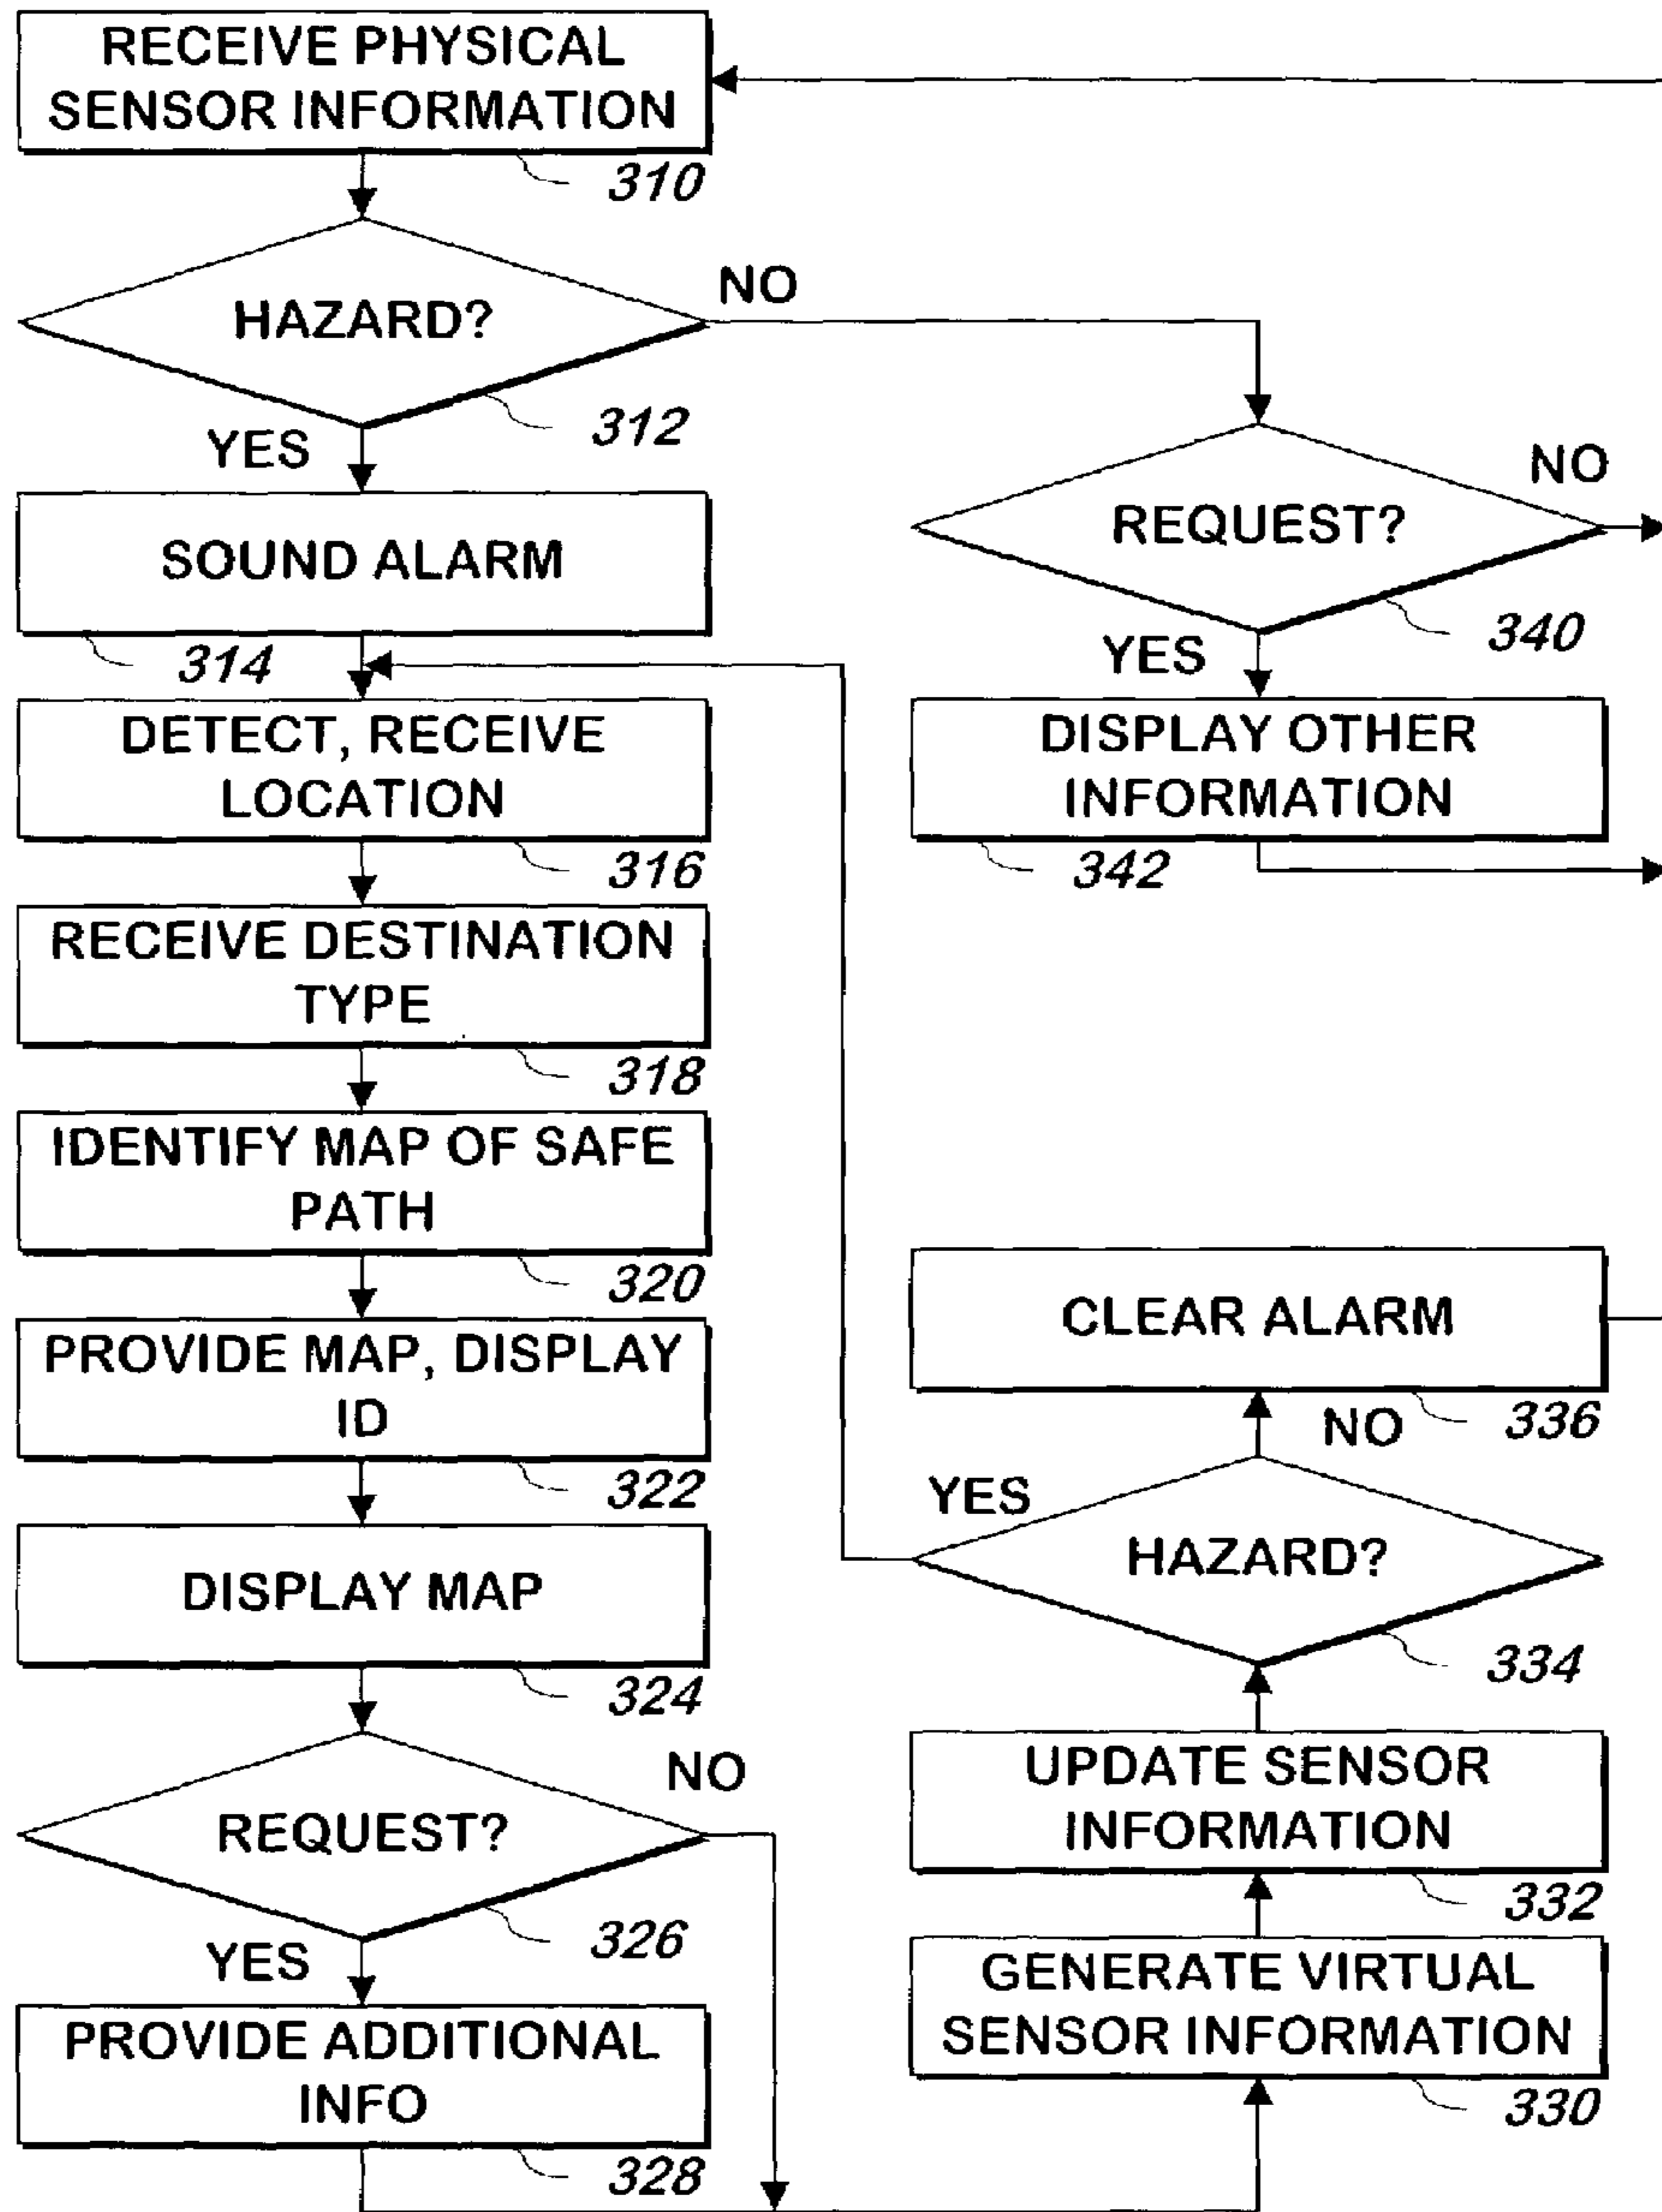 RECEIVE PHYSICAL
SENSOR INFORMATION
310
HAZARD?
NO
312
YES
SOUND ALARM
314
DETECT, RECEIVE
LOCATION
316
RECEIVE DESTINATION
TYPE
318
IDENTIFY MAP OF SAFE
PATH
320
PROVIDE MAP, DISPLAY
ID
322
DISPLAY MAP
324
REQUEST?
NO
326
YES
PROVIDE ADDITIONAL
INFO
328
REQUEST?
NO
340
YES
DISPLAY OTHER
INFORMATION
342
CLEAR ALARM
336
NO
YES
HAZARD?
334
UPDATE SENSOR
INFORMATION
332
GENERATE VIRTUAL
SENSOR INFORMATION
330